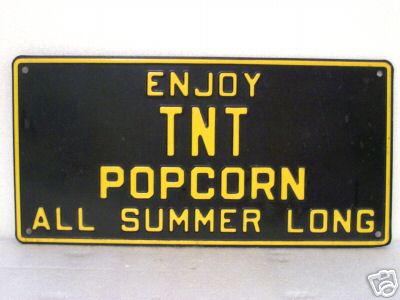 ENJOY
TNT
POPCORN
ALL SUMMER LONG